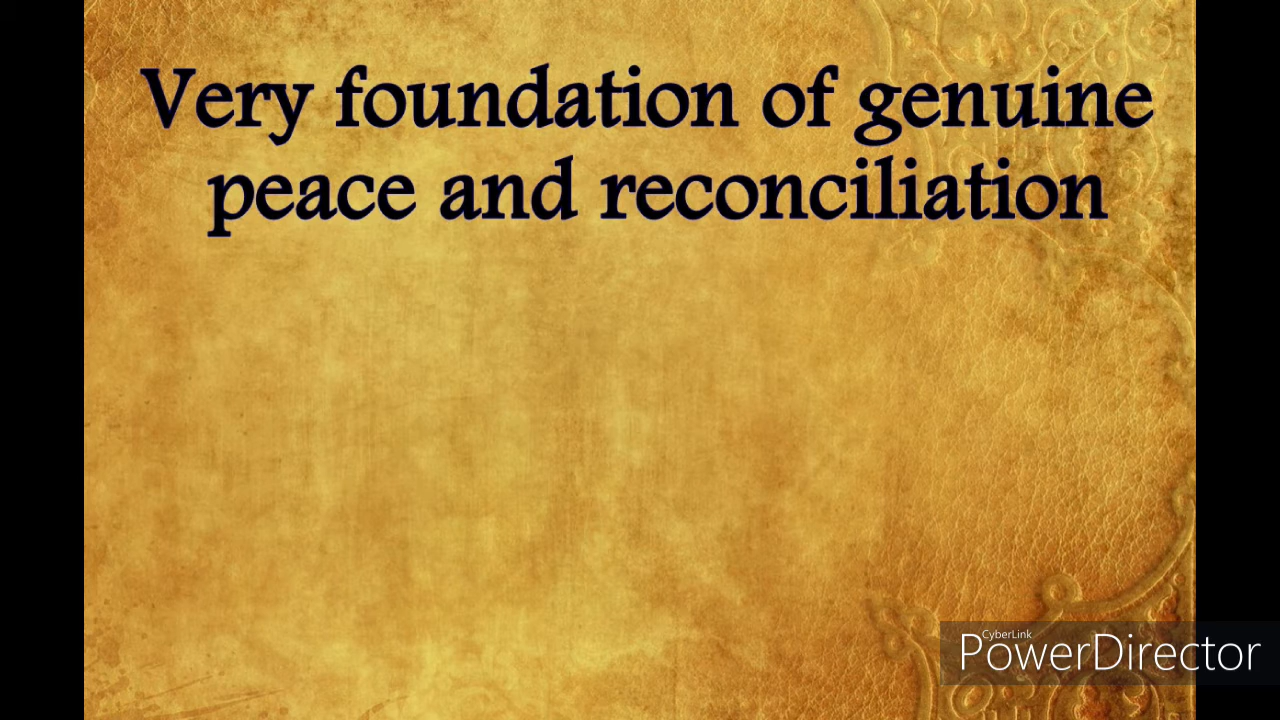 Very foundation of genuine
peace and reconciliation
CyberLink
PowerDirector